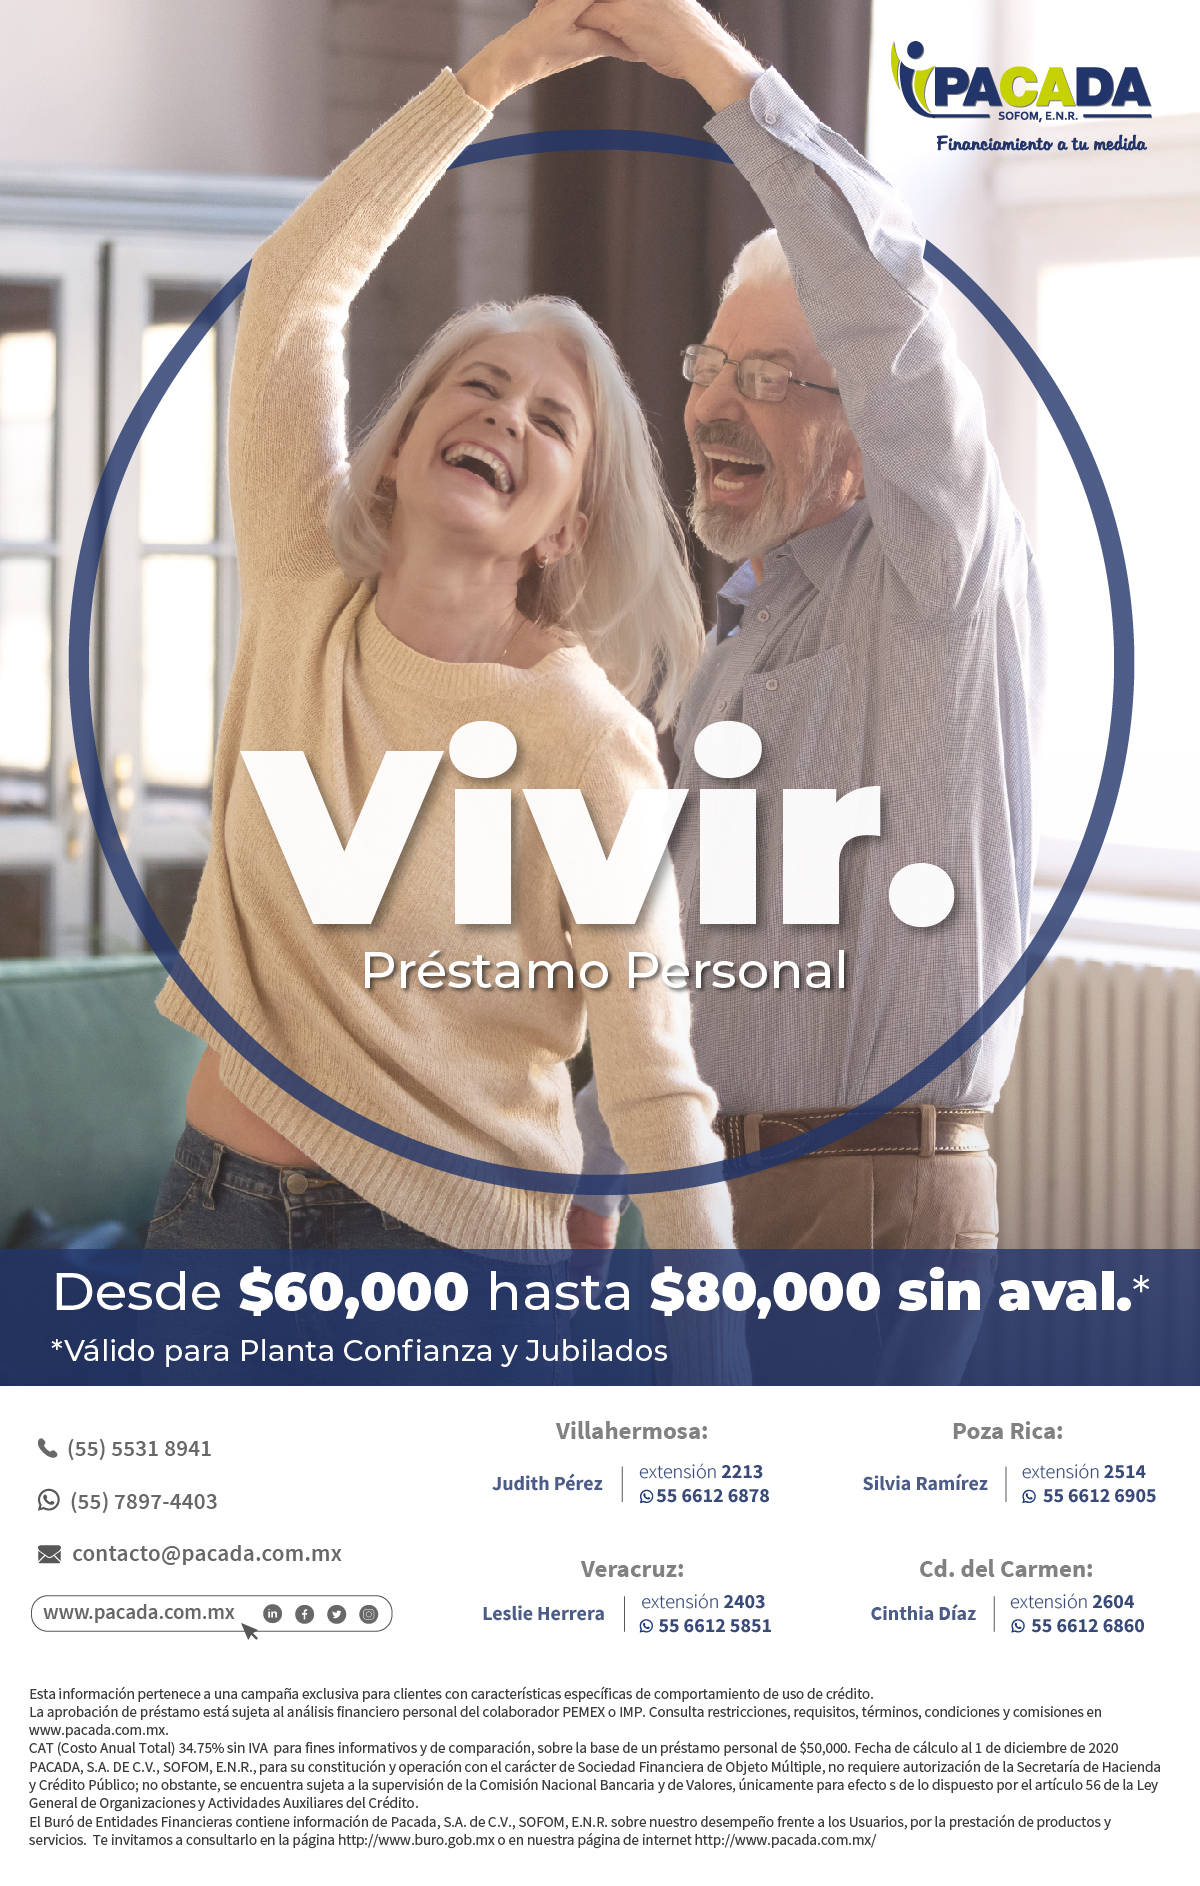 PACADA
SOFOM, E.N.R.
Financiamiento a tu medida
Vivir.
Préstamo Personal
Desde $60,000 hasta $80,000 sin aval.*
*Válido para Planta Confianza y Jubilados
(55) 5531 8941
(55) 7897-4403
contacto@pacada.com.mx
www.pacada.com.mx
Villahermosa:
Judith Pérez
extensión 2213
55 6612 6878
Poza Rica:
Silvia Ramírez
extensión 2514
55 6612 6905
Veracruz:
Leslie Herrera
extensión 2403
55 6612 5851
Cd. del Carmen:
Cinthia Díaz
extensión 2604
55 6612 6860
Esta información pertenece a una campaña exclusiva para clientes con características específicas de comportamiento de uso de crédito.
La aprobación de préstamo está sujeta al análisis financiero personal del colaborador PEMEX o IMP. Consulta restricciones, requisitos, términos, condiciones y comisiones en
www.pacada.com.mx.
CAT (Costo Anual Total) 34.75% sin IVA para fines informativos y de comparación, sobre la base de un préstamo personal de $50,000. Fecha de cálculo al 1 de diciembre de 2020
PACADA, S.A. DE C.V., SOFOM, E.N.R., para su constitución y operación con el carácter de Sociedad Financiera de Objeto Múltiple, no requiere autorización de la Secretaría de Hacienda
y Crédito Público; no obstante, se encuentra sujeta a la supervisión de la Comisión Nacional Bancaria y de Valores, únicamente para efecto s de lo dispuesto por el artículo 56 de la Ley
General de Organizaciones y Actividades Auxiliares del Crédito.
El Buró de Entidades Financieras contiene información de Pacada, S.A. de C.V., SOFOM, E.N.R. sobre nuestro desempeño frente a los Usuarios, por la prestación de productos y
servicios. Te invitamos a consultarlo en la página http://www.buro.gob.mx o en nuestra página de internet http://www.pacada.com.mx/